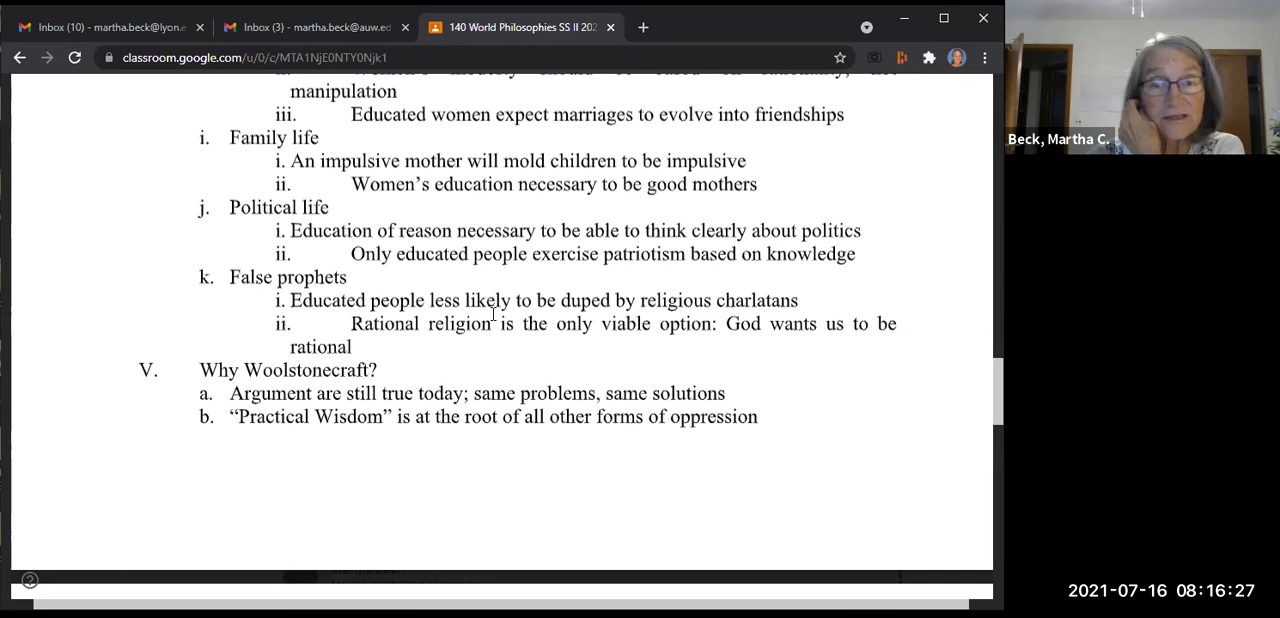 Inbox (10) - martha.beck@lyon.e
Inbox (3) - martha.beck@auw.ed
140 World Philosophies SS II 202
classroom.google.com/u/0/c/MTA1NjE0NTY0Njk1
manipulation
iii. Educated women expect marriages to evolve into friendships
i. Family life
i. An impulsive mother will mold children to be impulsive
ii. Women’s education necessary to be good mothers
j. Political life
i. Education of reason necessary to be able to think clearly about politics
ii. Only educated people exercise patriotism based on knowledge
k. False prophets
i. Educated people less likely to be duped by religious charlatans
ii. Rational religion is the only viable option: God wants us to be
rational
V. Why Woolstonecraft?
a. Argument are still true today; same problems, same solutions
b. “Practical Wisdom” is at the root of all other forms of oppression
Beck, Martha C.
2021-07-16 08:16:27